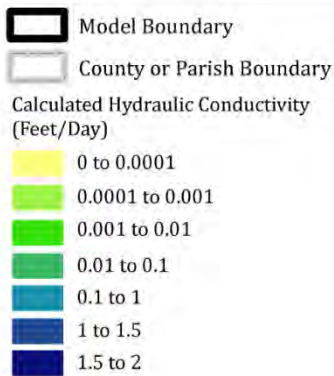 Model Boundary
County or Parish Boundary
Calculated Hydraulic Conductivity
(Feet/Day)
0 to 0.0001
0.0001 to 0.001
0.001 to 0.01
0.01 to 0.1
0.1 to 1
1 to 1.5
1.5 to 2